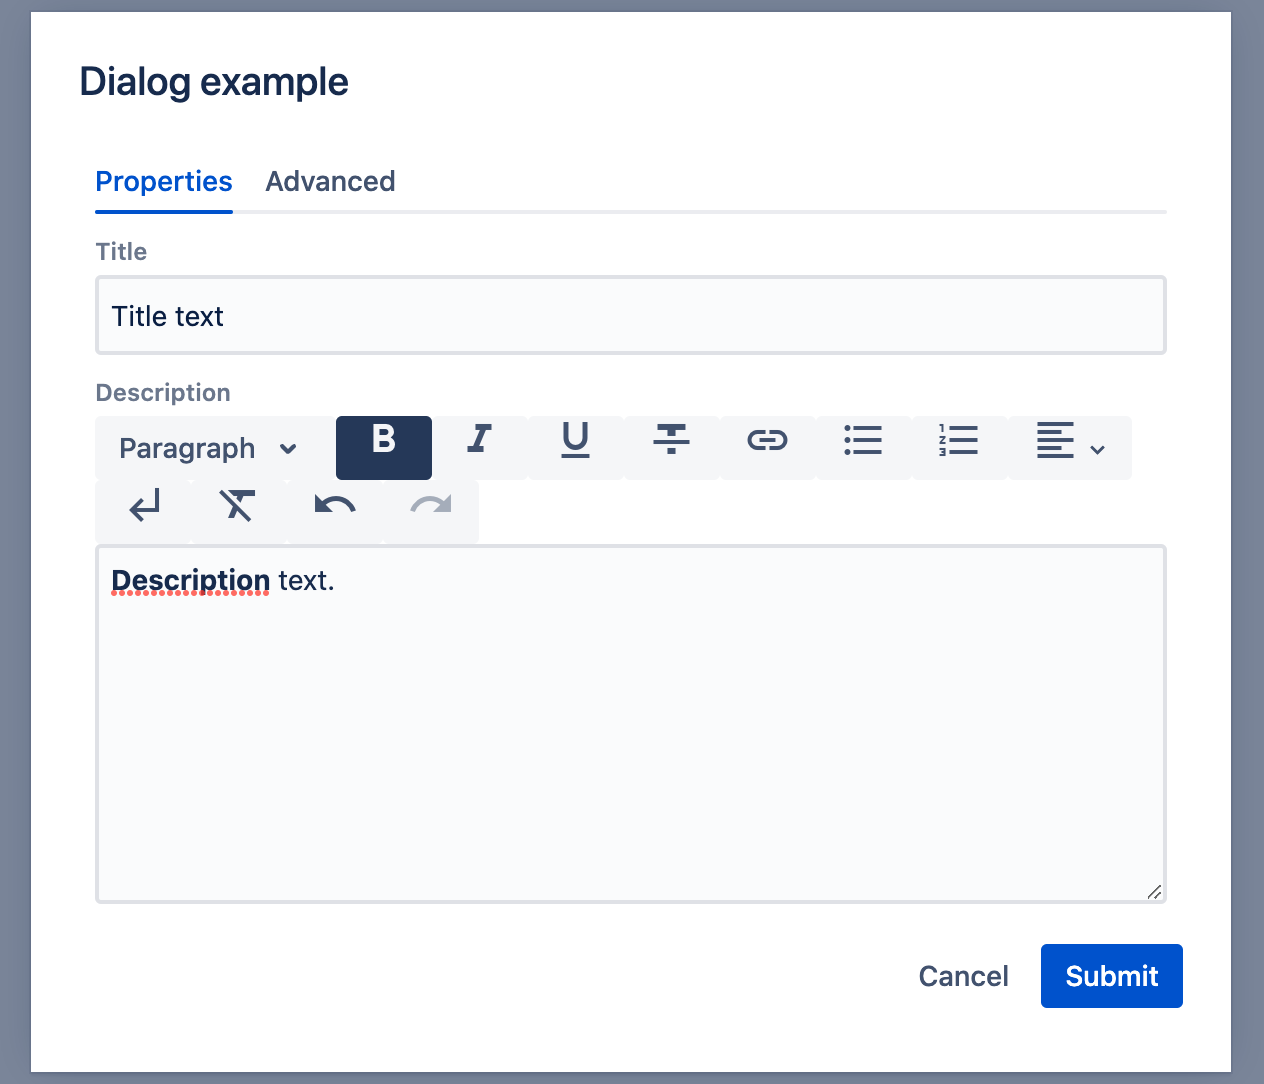 Dialog example
Properties Advanced
Title
Title text
Description
Paragraph B I U
Description text.
Cancel Submit